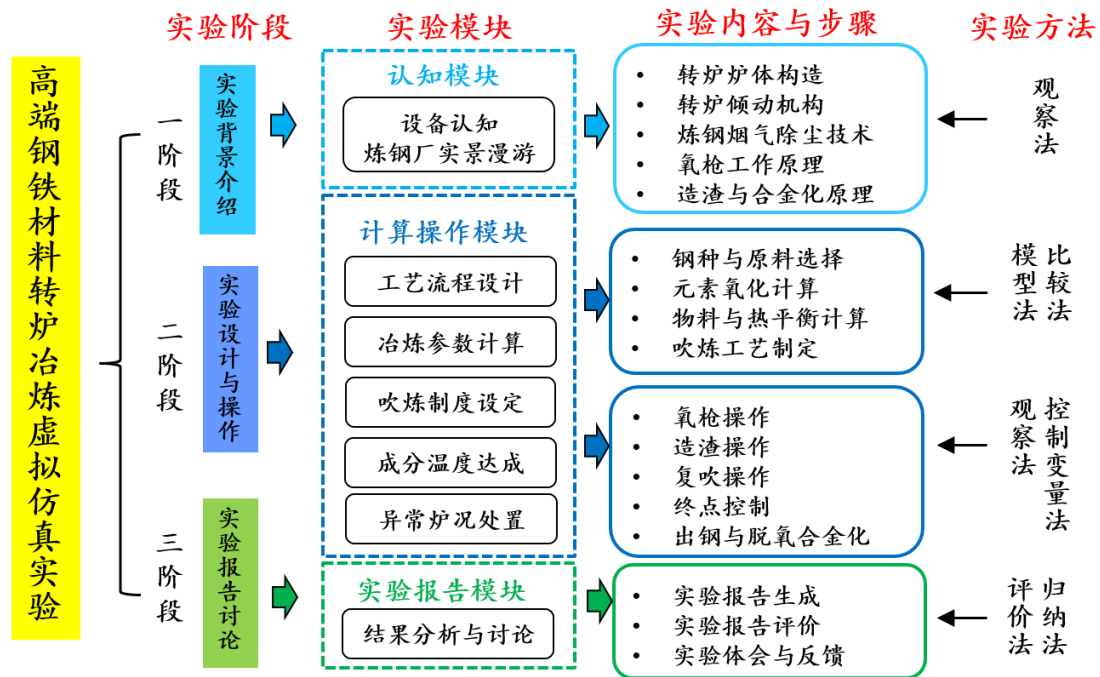 实验阶段
实验模块
实验内容与步骤
实验方法
高端钢铁材料转炉冶炼虚拟仿真实验
一阶段
实验背景介绍
认知模块
设备认知
炼钢厂实景漫游
• 转炉炉体构造
• 转炉倾动机构
• 炼钢烟气除尘技术
• 氧枪工作原理
• 造渣与合金化原理
观察法
二阶段
实验设计与操作
计算操作模块
工艺流程设计
冶炼参数计算
吹炼制度设定
成分温度达成
异常炉况处置
• 钢种与原料选择
• 元素氧化计算
• 物料与热平衡计算
• 吹炼工艺制定
比较法
模型法
• 氧枪操作
• 造渣操作
• 复吹操作
• 终点控制
• 出钢与脱氧合金化
控制变量法
观察法
三阶段
实验报告讨论
实验报告模块
结果分析与讨论
• 实验报告生成
• 实验报告评价
• 实验体会与反馈
归纳法
评价法